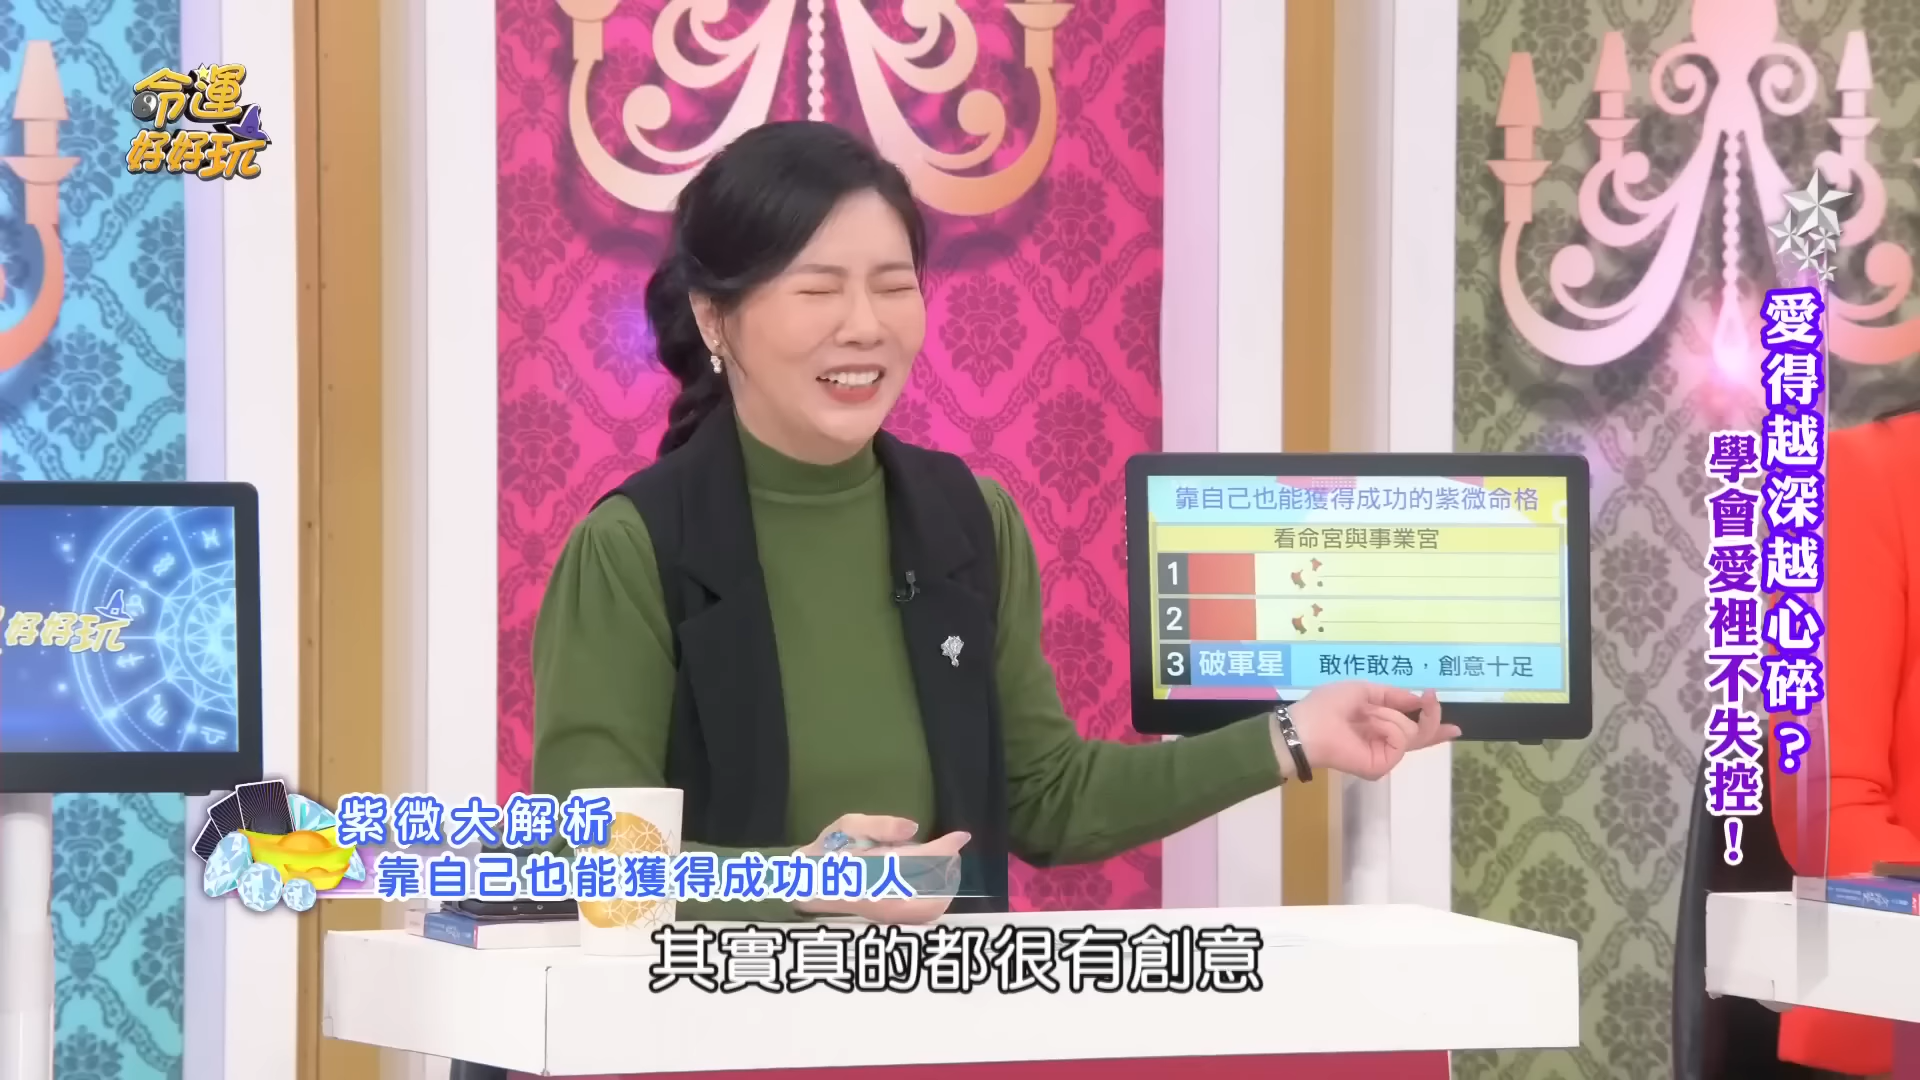 命運
好好玩
愛得越深越心碎？
學會愛裡不失控！
靠自己也能獲得成功的紫微命格
看命宮與事業宮
1
2
3 破軍星 敢作敢為，創意十足
好好玩
紫微大解析
靠自己也能獲得成功的人
其實真的都很有創意